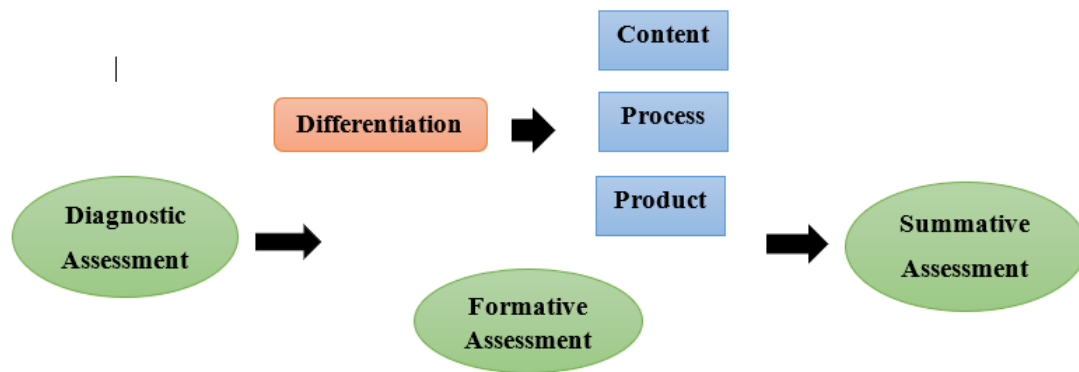 Content
Differentiation
Process
Product
Diagnostic
Assessment
Summative
Assessment
Formative
Assessment